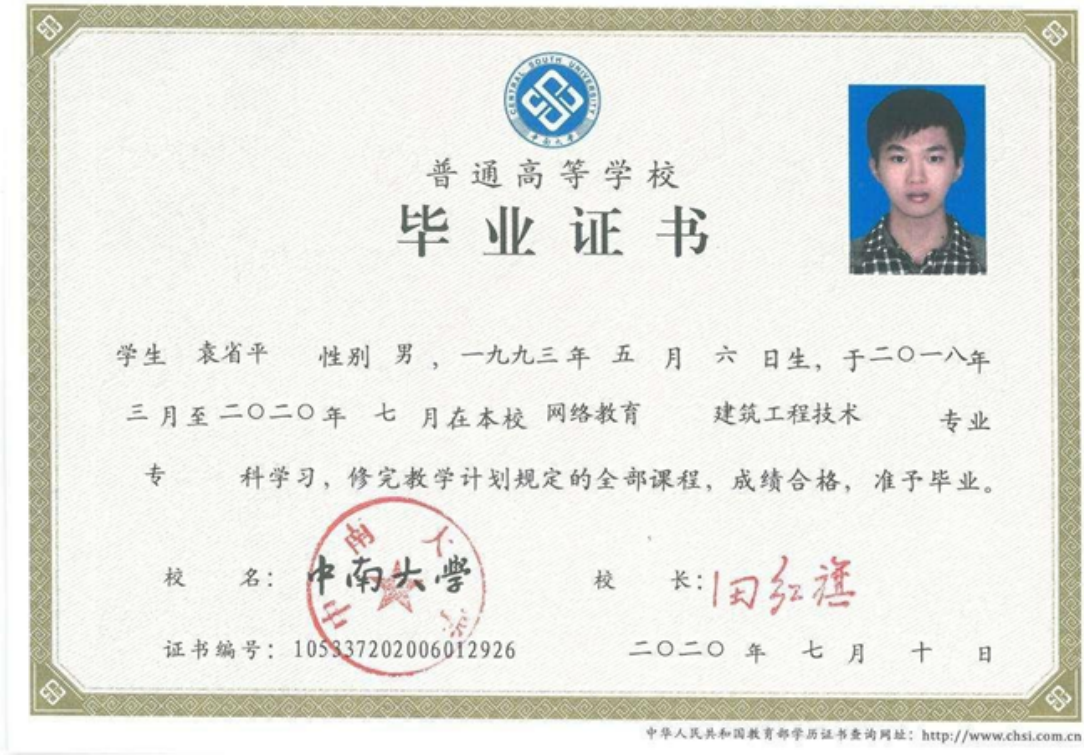 CENTRAL SOUTH UNIVERSITY
中南大学
普通高等学校
毕业证书
学生 袁省平 性别 男 ，一九九三年 五 月 六 日生，于二〇一八年
三月至二〇二〇年 七 月在本校 网络教育 建筑工程技术 专业
专 科学习，修完教学计划规定的全部课程，成绩合格，准予毕业。
校 名：中南大學 校 长：田红旗
中南大学
证书编号：105337202006012926 二〇二〇 年 七 月 十 日
中华人民共和国教育部学历证书查询网址：http://www.chsi.com.cn